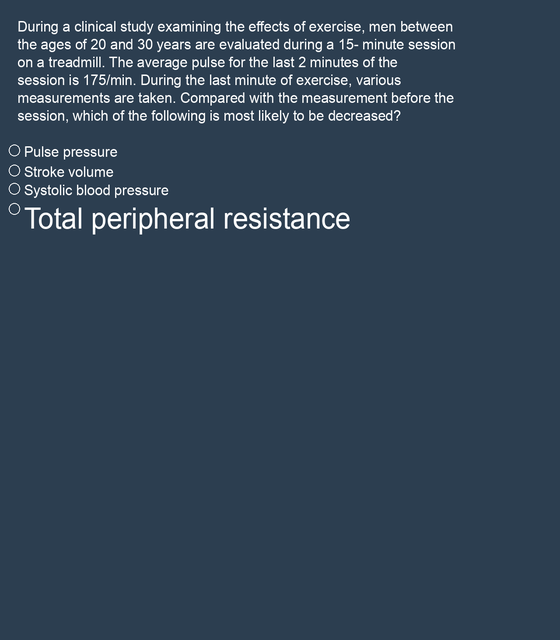 During a clinical study examining the effects of exercise, men between
the ages of 20 and 30 years are evaluated during a 15- minute session
on a treadmill. The average pulse for the last 2 minutes of the
session is 175/min. During the last minute of exercise, various
measurements are taken. Compared with the measurement before the
session, which of the following is most likely to be decreased?
Pulse pressure
Stroke volume
Systolic blood pressure
Total peripheral resistance